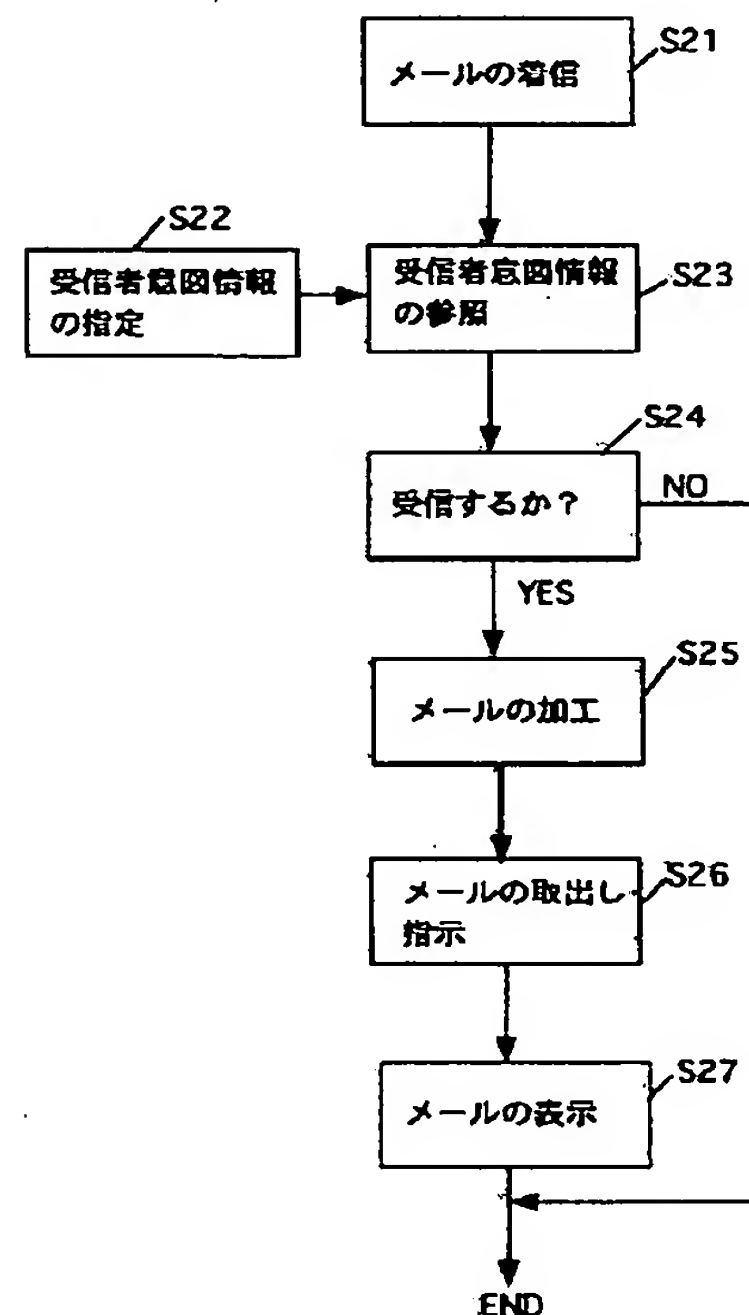 S21
メールの着信
S22
受信者意図情報
の指定
S23
受信者意図情報
の参照
S24
受信するか？
NO
YES
S25
メールの加工
S26
メールの取出し
指示
S27
メールの表示
END